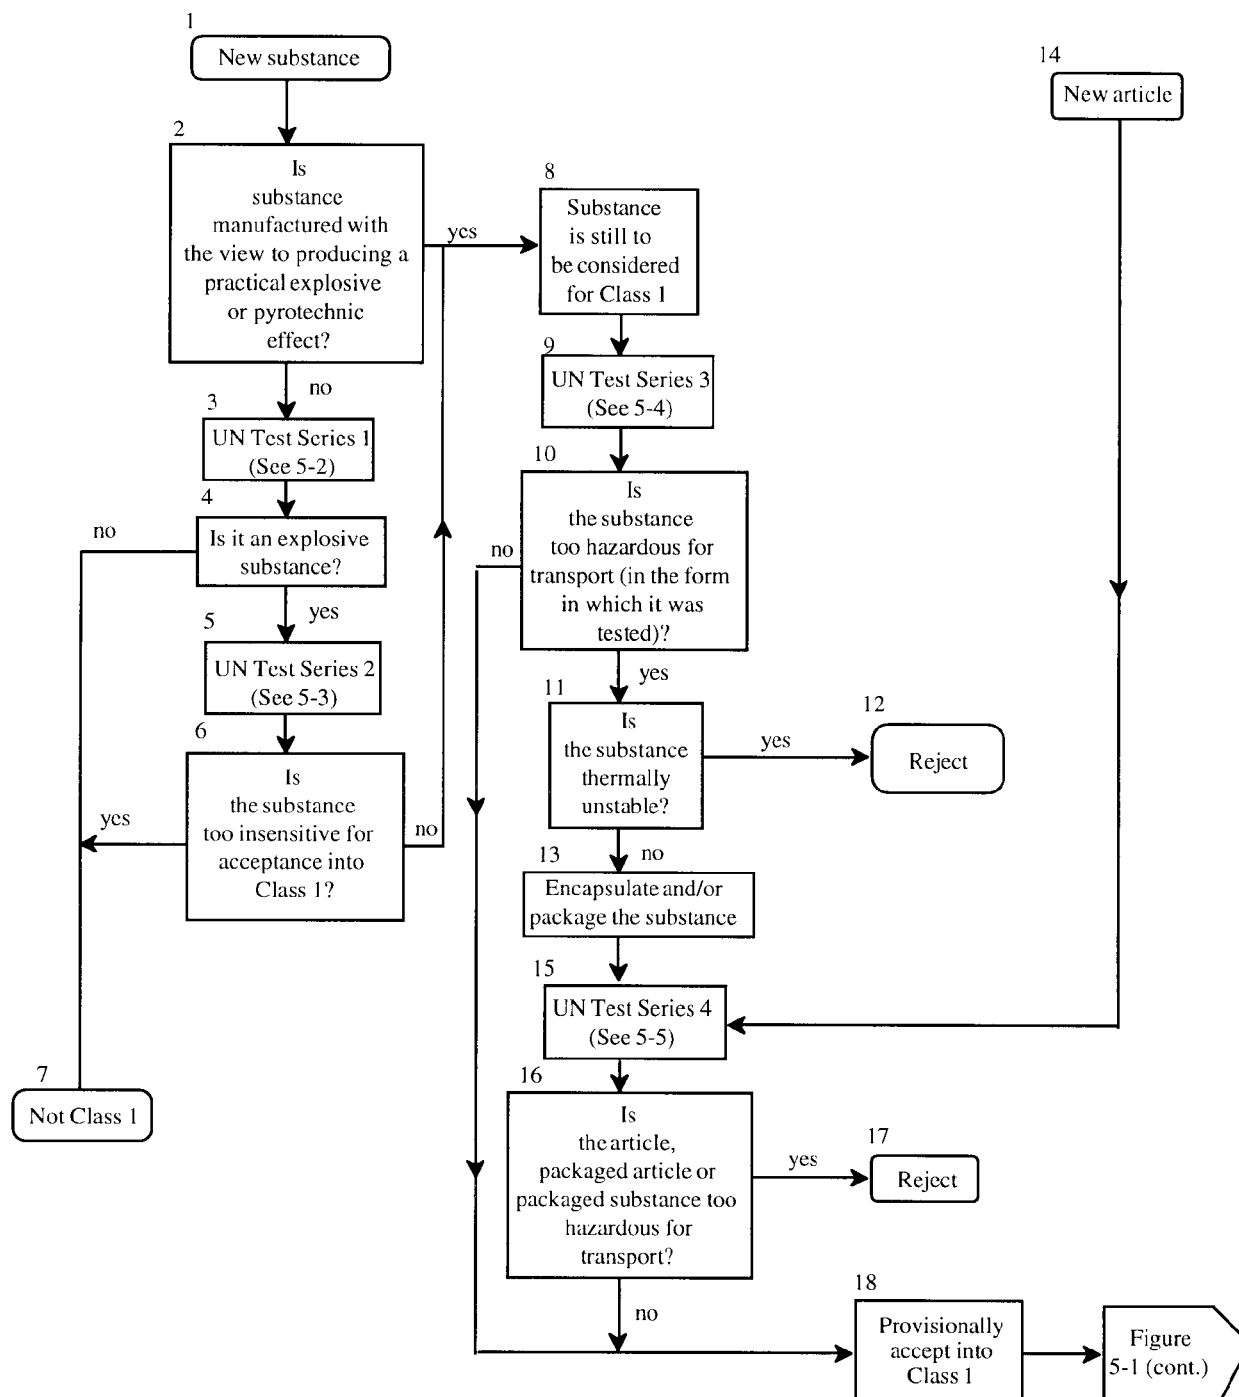 1
New substance
2
Is
substance
manufactured with
the view to producing a
practical explosive
or pyrotechnic
effect?
yes
no
3
UN Test Series 1
(See 5-2)
4
Is it an explosive
substance?
no
yes
5
UN Test Series 2
(See 5-3)
6
Is
the substance
too insensitive for
acceptance into
Class 1?
yes
no
7
Not Class 1
8
Substance
is still to
be considered
for Class 1
9
UN Test Series 3
(See 5-4)
10
Is
the substance
too hazardous for
transport (in the form
in which it was
tested)?
no
yes
11
Is
the substance
thermally
unstable?
yes
no
12
Reject
13
Encapsulate and/or
package the substance
14
New article
15
UN Test Series 4
(See 5-5)
16
Is
the article,
packaged article or
packaged substance too
hazardous for
transport?
yes
no
17
Reject
18
Provisionally
accept into
Class 1
Figure
5-1 (cont.)